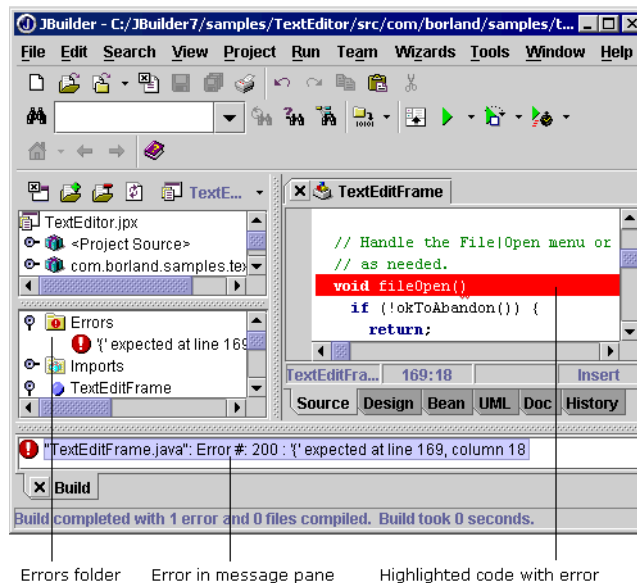 JBuilder - C:/JBuilder7/samples/TextEditor/src/com/borland/samples/t...
File Edit Search View Project Run Team Wizards Tools Window Help
TextE...
TextEditor.jpx
<Project Source>
com.borland.samples.te
Errors
'{' expected at line 169
Imports
TextEditFrame
TextEditFrame
// Handle the File|Open menu or
// as needed.
void fileOpen()
if (!okToAbandon()) {
return;
TextEditFra... 169:18 Insert
Source Design Bean UML Doc History
"TextEditFrame.java": Error #: 200 : '{' expected at line 169, column 18
Build
Build completed with 1 error and 0 files compiled. Build took 0 seconds.
Errors folder Error in message pane Highlighted code with error